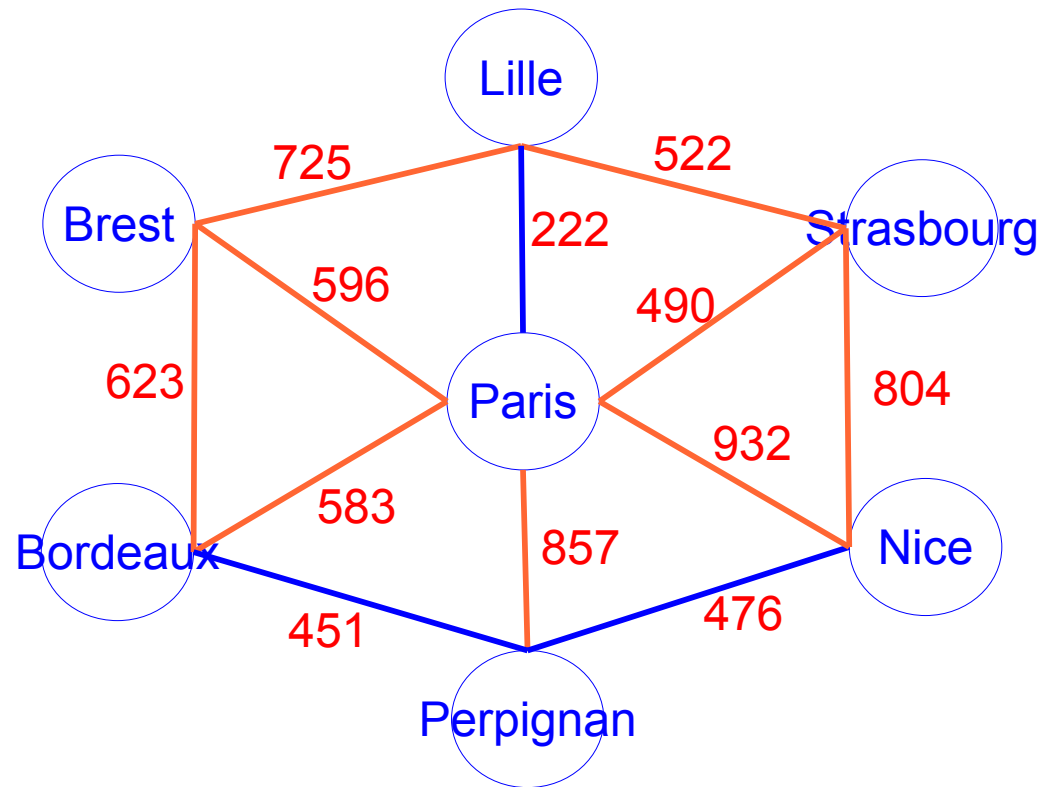 Lille
725
522
Brest
222
Strasbourg
596
490
623
Paris
804
932
583
857
Bordeaux
Nice
451
476
Perpignan